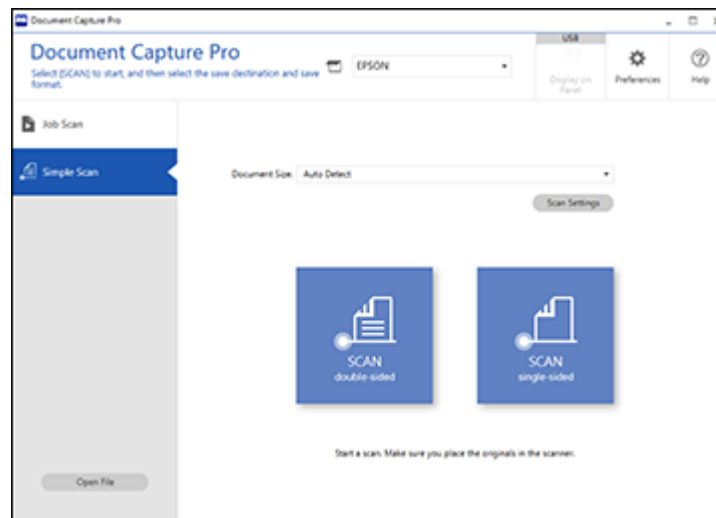 Document Capture Pro
Document Capture Pro
Select [SCAN] to start, and then select the save destination and save
format.
EPSON
USB
Display on
Panel
Preferences
Help
Job Scan
Simple Scan
Document Size:
Auto Detect
Scan Settings
SCAN
double-sided
SCAN
single-sided
Start a scan. Make sure you place the originals in the scanner.
Open File